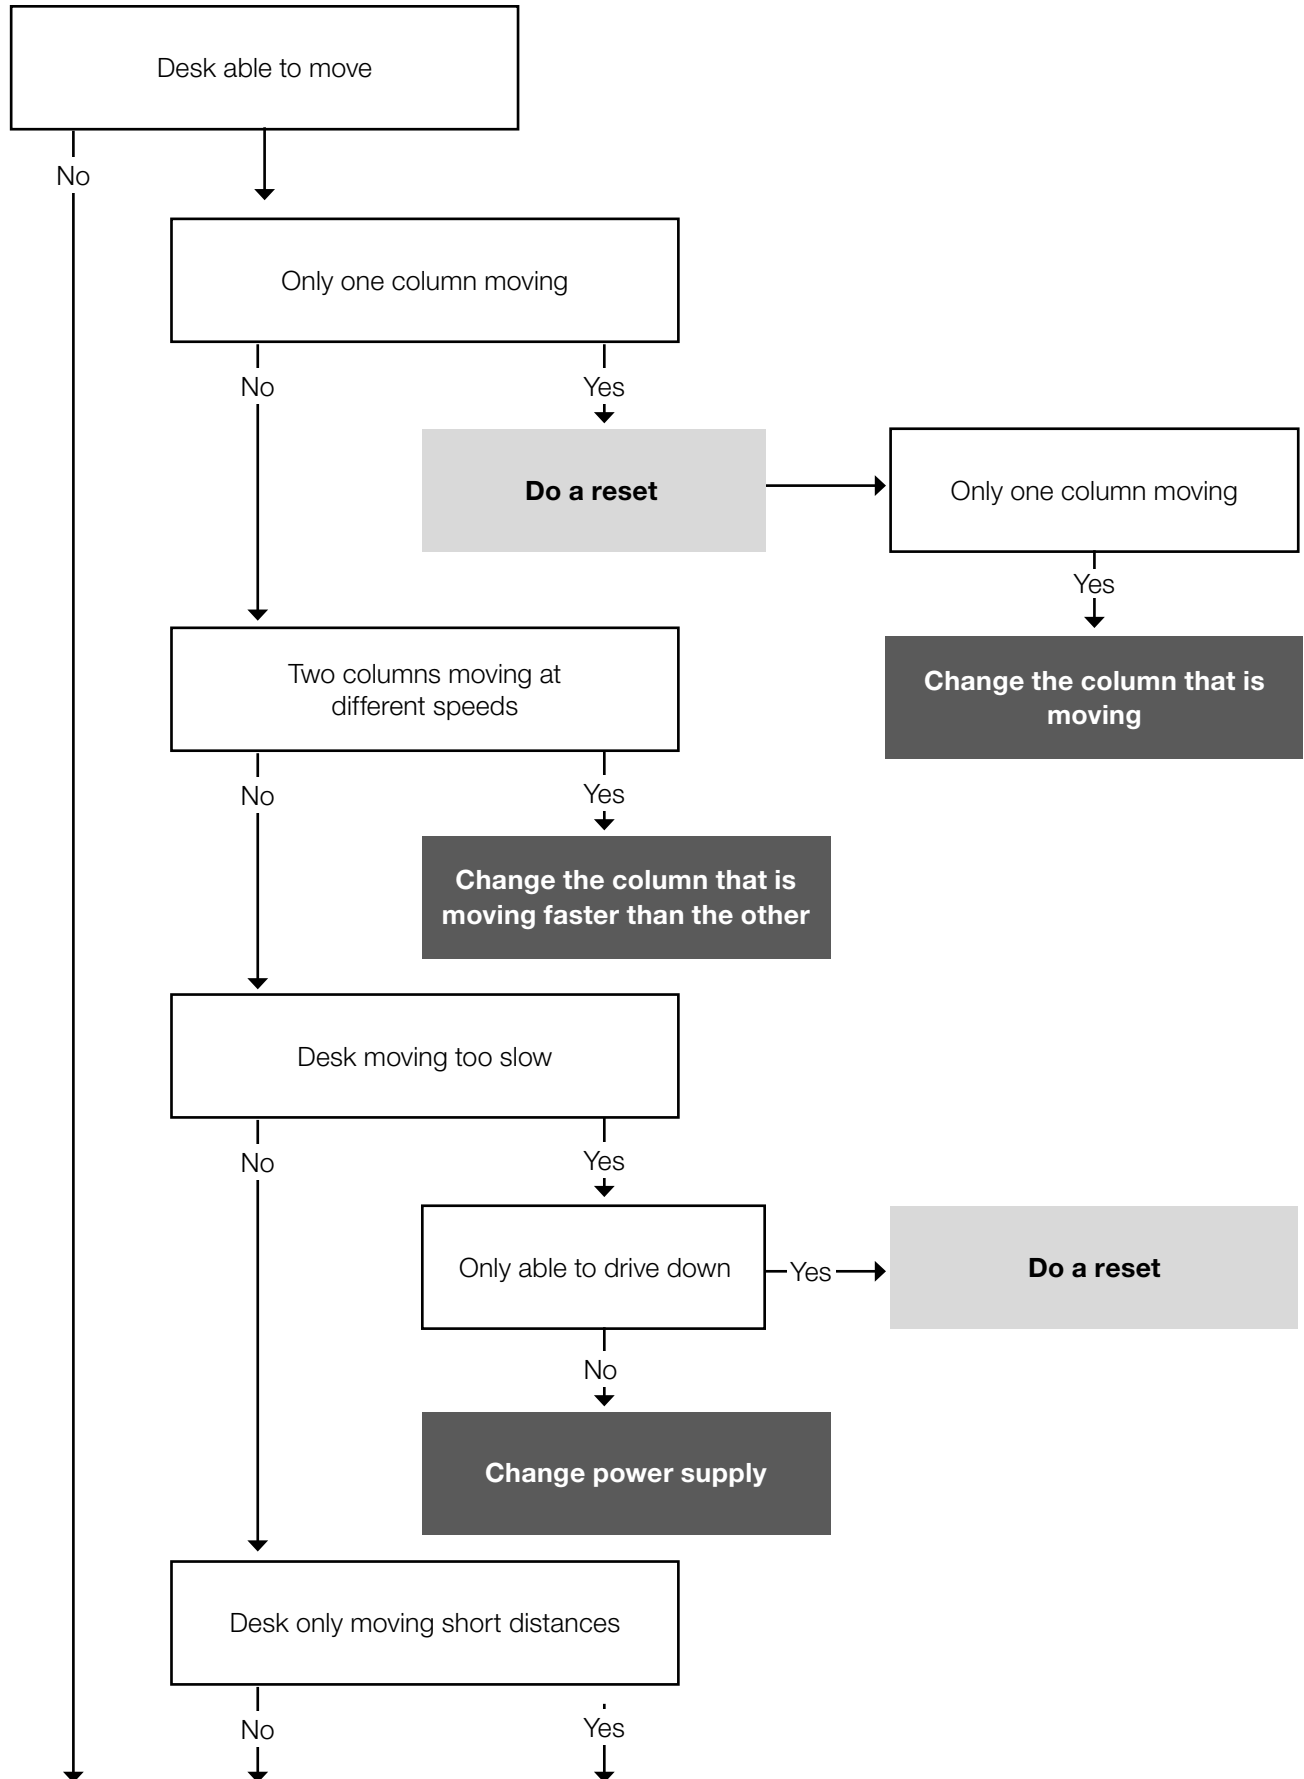 Desk able to move
No
Only one column moving
No
Yes
Do a reset
Only one column moving
Yes
Change the column that is
moving
Two columns moving at
different speeds
No
Yes
Change the column that is
moving faster than the other
Desk moving too slow
No
Yes
Only able to drive down
Yes
Do a reset
No
Change power supply
Desk only moving short distances
No
Yes